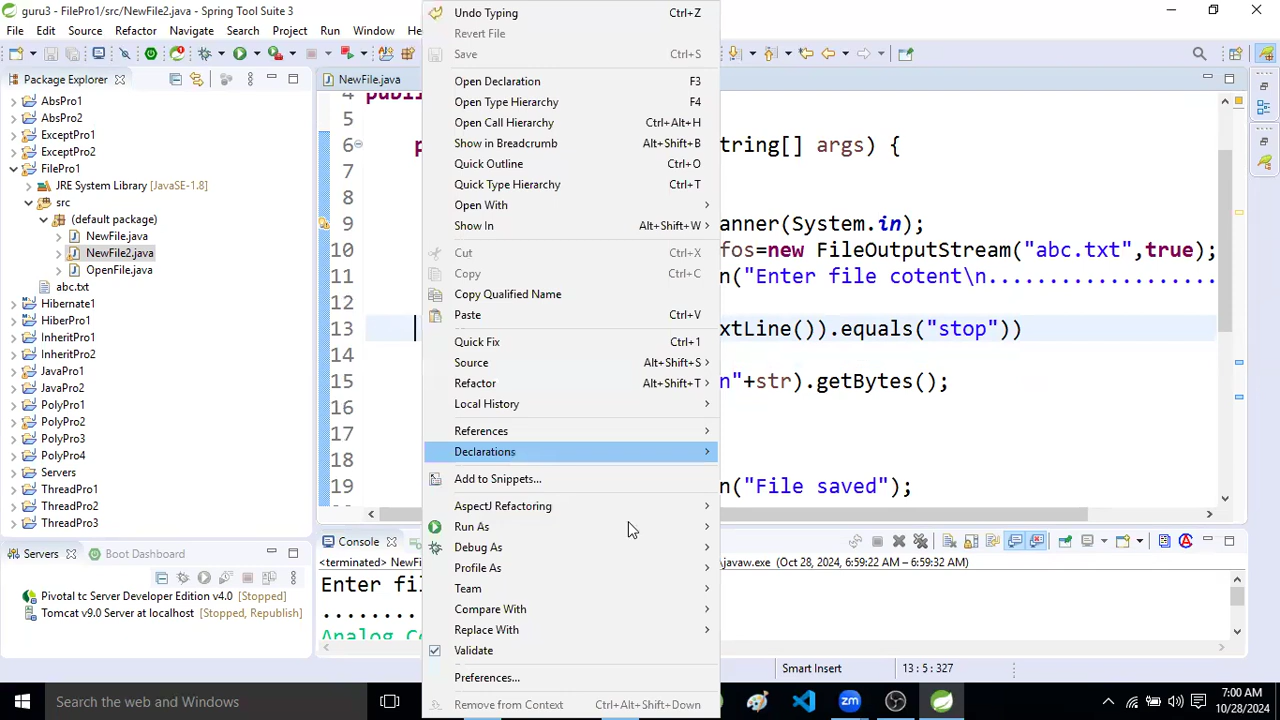 guru3 - FilePro1/src/NewFile2.java - Spring Tool Suite 3
File Edit Source Refactor Navigate Search Project Run Window
Package Explorer
AbsPro1
AbsPro2
ExceptPro1
ExceptPro2
FilePro1
JRE System Library [JavaSE-1.8]
src
(default package)
NewFile.java
NewFile2.java
OpenFile.java
abc.txt
Hibernate1
HiberPro1
InheritPro1
InheritPro2
JavaPro1
JavaPro2
PolyPro1
PolyPro2
PolyPro3
PolyPro4
Servers
ThreadPro1
ThreadPro2
ThreadPro3
Servers Boot Dashboard
Pivotal tc Server Developer Edition v4.0 [Stopped]
Tomcat v9.0 Server at localhost [Stopped, Republish]
NewFile.java
5
6 tring[] args) {
7
8
9 nner(System.in);
10 fos=new FileOutputStream("abc.txt",true);
11 n("Enter file cotent\n...................
12
13 xtLine()).equals("stop"))
14
15 n"+str).getBytes();
16
17
18
19 n("File saved");
Undo Typing Ctrl+Z
Revert File
Save Ctrl+S
Open Declaration F3
Open Type Hierarchy F4
Open Call Hierarchy Ctrl+Alt+H
Show in Breadcrumb Alt+Shift+B
Quick Outline Ctrl+O
Quick Type Hierarchy Ctrl+T
Open With
Show In Alt+Shift+W
Cut Ctrl+X
Copy Ctrl+C
Copy Qualified Name
Paste Ctrl+V
Quick Fix Ctrl+1
Source Alt+Shift+S
Refactor Alt+Shift+T
Local History
References
Declarations
Add to Snippets...
AspectJ Refactoring
Run As
Debug As
Profile As
Team
Compare With
Replace With
Validate
Preferences...
Remove from Context Ctrl+Alt+Shift+Down
Console
<terminated> NewFi avaw.exe (Oct 28, 2024, 6:59:22 AM – 6:59:32 AM)
Enter fi
........
Analog C
Smart Insert 13 : 5 : 327
Search the web and Windows
7:00 AM
10/28/2024